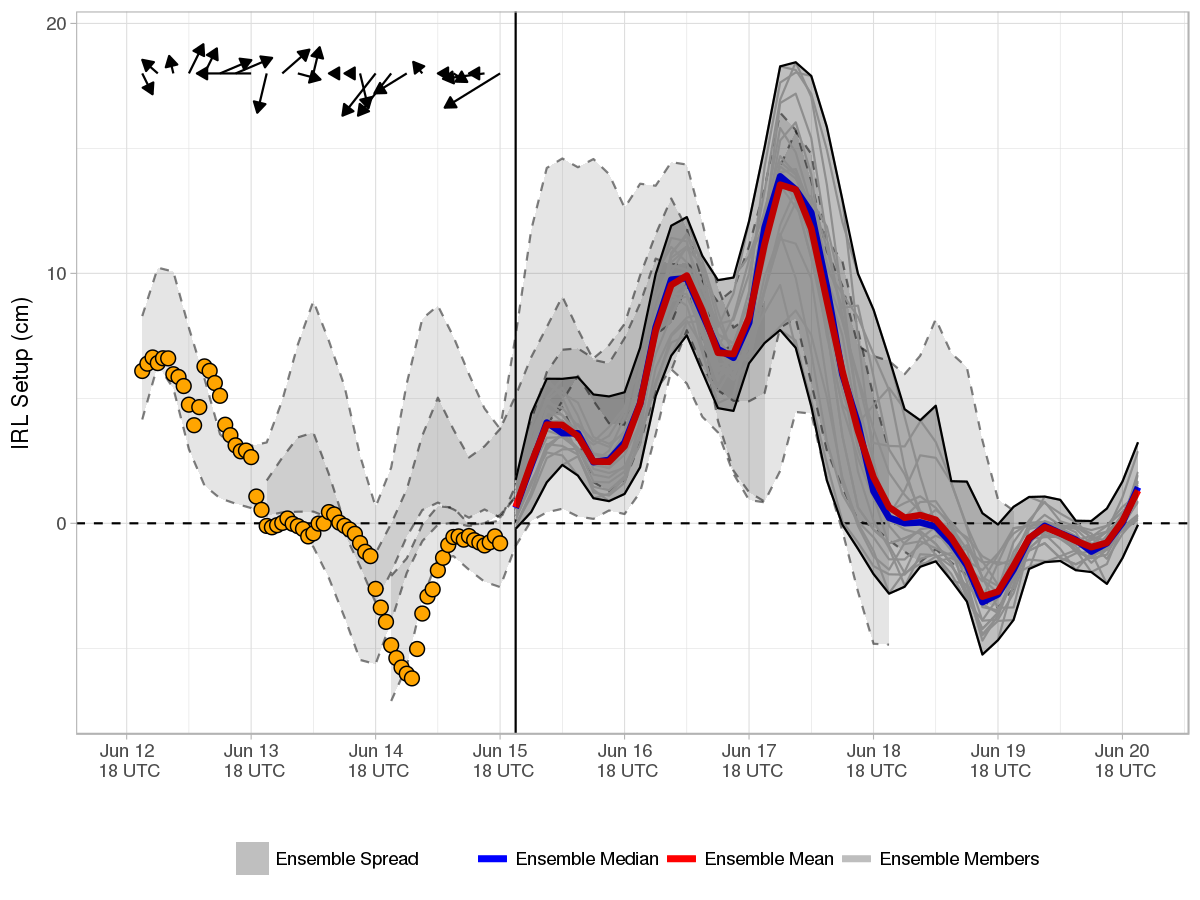 IRL Setup (cm)
20
10
0
Jun 12
18 UTC
Jun 13
18 UTC
Jun 14
18 UTC
Jun 15
18 UTC
Jun 16
18 UTC
Jun 17
18 UTC
Jun 18
18 UTC
Jun 19
18 UTC
Jun 20
18 UTC
Ensemble Spread
Ensemble Median
Ensemble Mean
Ensemble Members